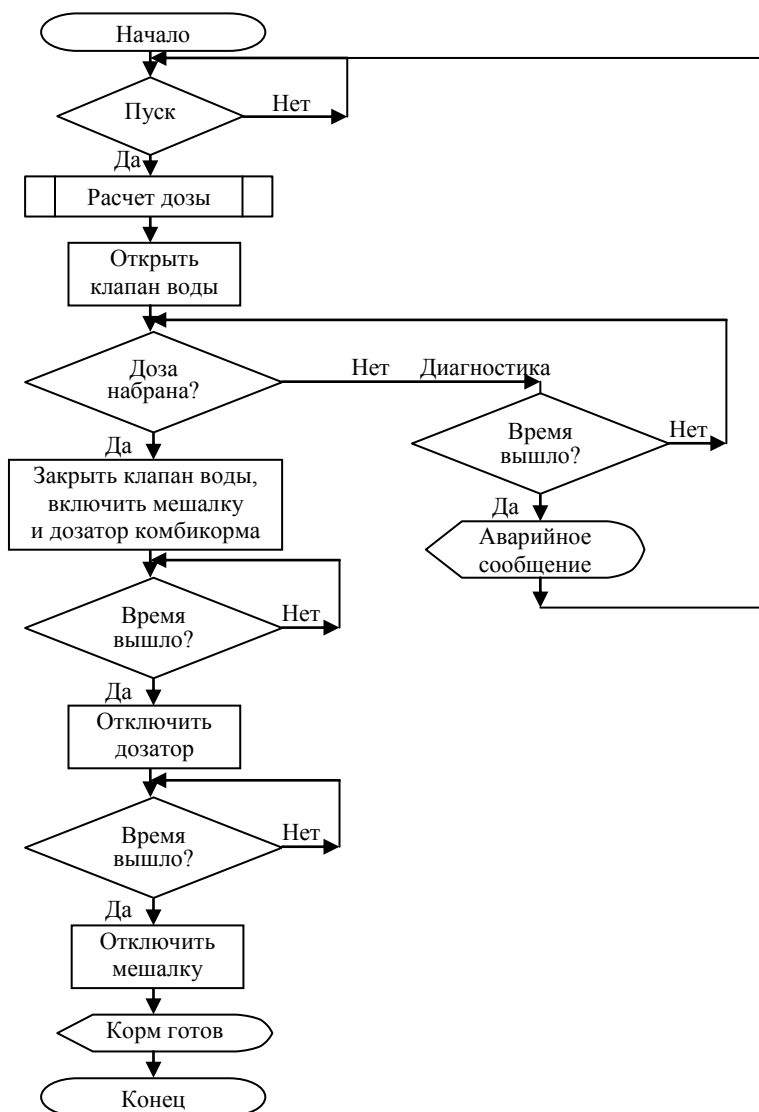 Начало
Пуск
Нет
Да
Расчет дозы
Открыть
клапан воды
Доза
набрана?
Нет
Диагностика
Да
Время
вышло?
Нет
Закрыть клапан воды,
включить мешалку
и дозатор комбикорма
Да
Аварийное
сообщение
Время
вышло?
Нет
Да
Отключить
дозатор
Время
вышло?
Нет
Да
Отключить
мешалку
Корм готов
Конец